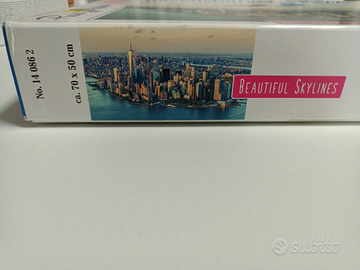 No. 14 086 2
ca. 70 x 50 cm
BEAUTIFUL SKYLINES
subito